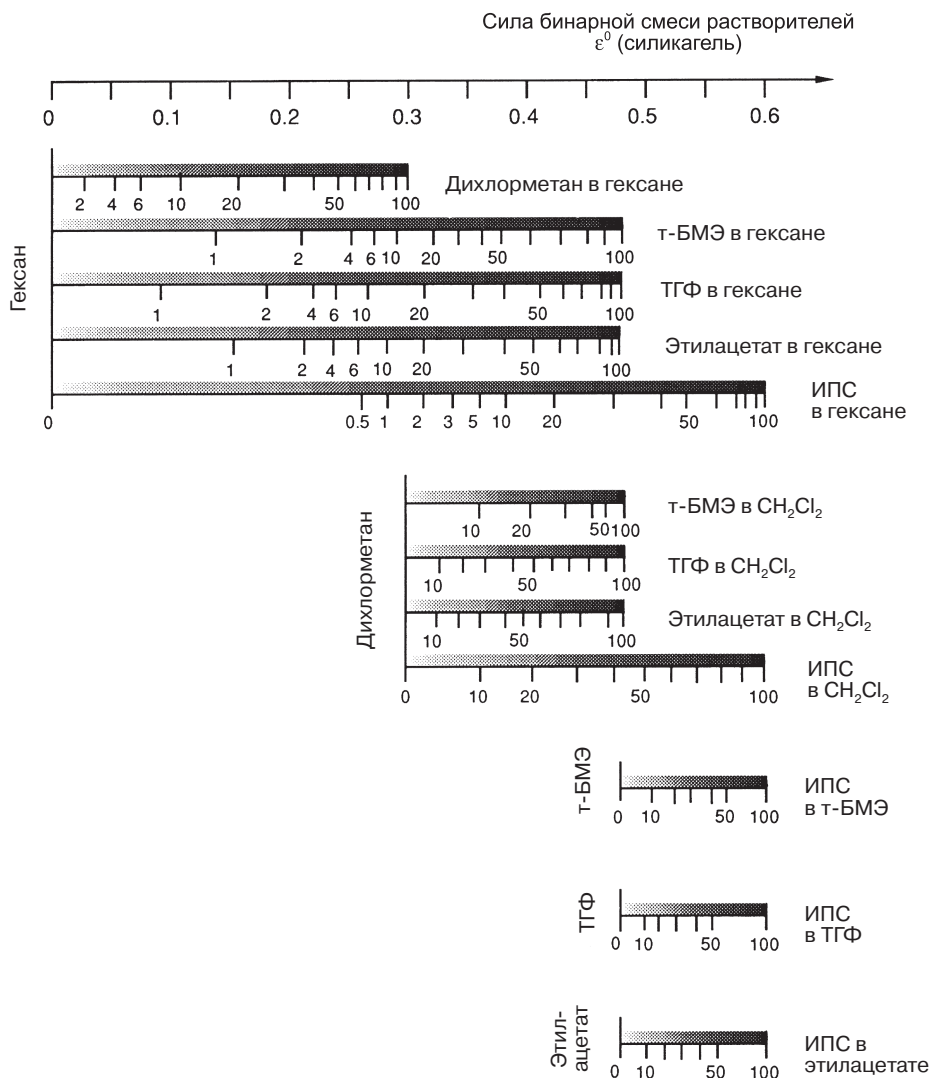 Сила бинарной смеси растворителей
ε⁰ (силикагель)
0 0.1 0.2 0.3 0.4 0.5 0.6
Гексан
Дихлорметан в гексане
2 4 6 10 20 50 100
т-БМЭ в гексане
1 2 4 6 10 20 50 100
ТГФ в гексане
1 2 4 6 10 20 50 100
Этилацетат в гексане
1 2 4 6 10 20 50 100
ИПС
в гексане
0 0.5 1 2 3 5 10 20 50 100
Дихлорметан
т-БМЭ в CH₂Cl₂
10 20 50 100
ТГФ в CH₂Cl₂
10 50 100
Этилацетат в CH₂Cl₂
10 50 100
ИПС
в CH₂Cl₂
0 10 20 50 100
т-БМЭ
ИПС
в т-БМЭ
0 10 50 100
ТГФ
ИПС
в ТГФ
0 10 50 100
Этил-
ацетат
ИПС в
этилацетате
0 10 50 100